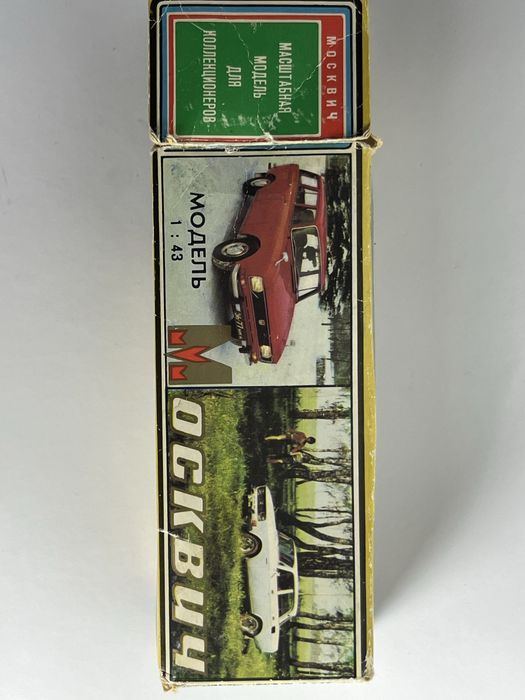 МОСКВИЧ
МАСШТАБНАЯ
МОДЕЛЬ
ДЛЯ
КОЛЛЕКЦИОНЕРОВ
МОДЕЛЬ
1:43
МОСКВИЧ